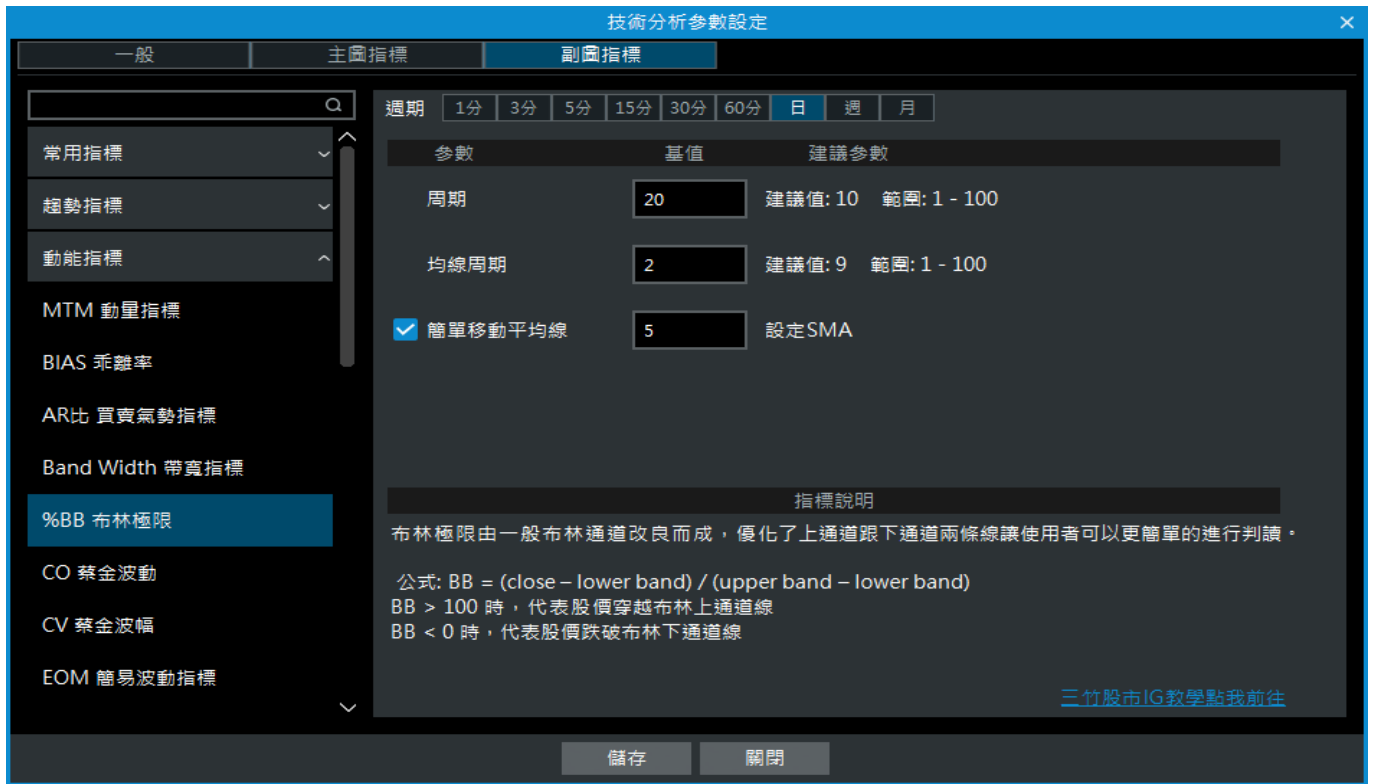 技術分析參數設定
一般 主圖指標 副圖指標
週期 1分 3分 5分 15分 30分 60分 日 週 月
常用指標
趨勢指標
動能指標
MTM 動量指標
BIAS 乖離率
AR比 買賣氣勢指標
Band Width 帶寬指標
%BB 布林極限
CO 蔡金波動
CV 蔡金波幅
EOM 簡易波動指標
參數 基值 建議參數
周期 20 建議值: 10 範圍: 1 - 100
均線周期 2 建議值: 9 範圍: 1 - 100
簡單移動平均線 5 設定SMA
指標說明
布林極限由一般布林通道改良而成，優化了上通道跟下通道兩條線讓使用者可以更簡單的進行判讀。
公式: BB = (close – lower band) / (upper band – lower band)
BB > 100 時，代表股價穿越布林上通道線
BB < 0 時，代表股價跌破布林下通道線
三竹股市IG教學點我前往
儲存 關閉